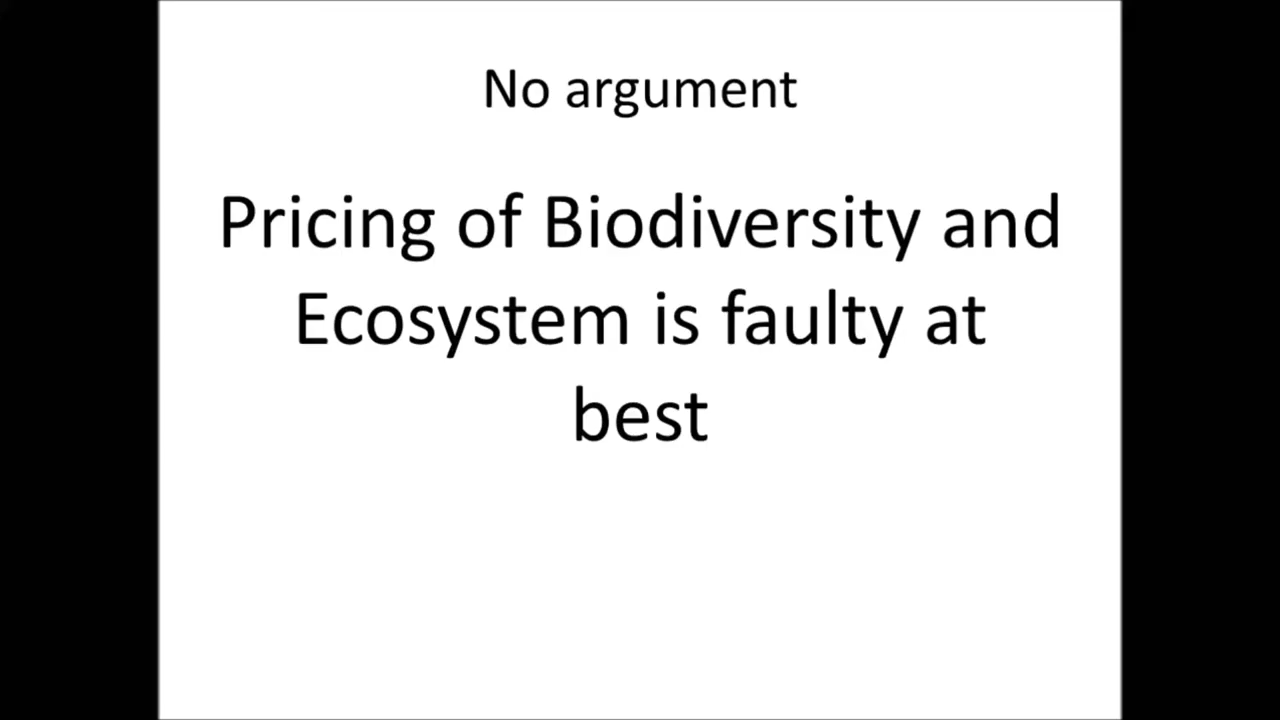 No argument
Pricing of Biodiversity and
Ecosystem is faulty at
best